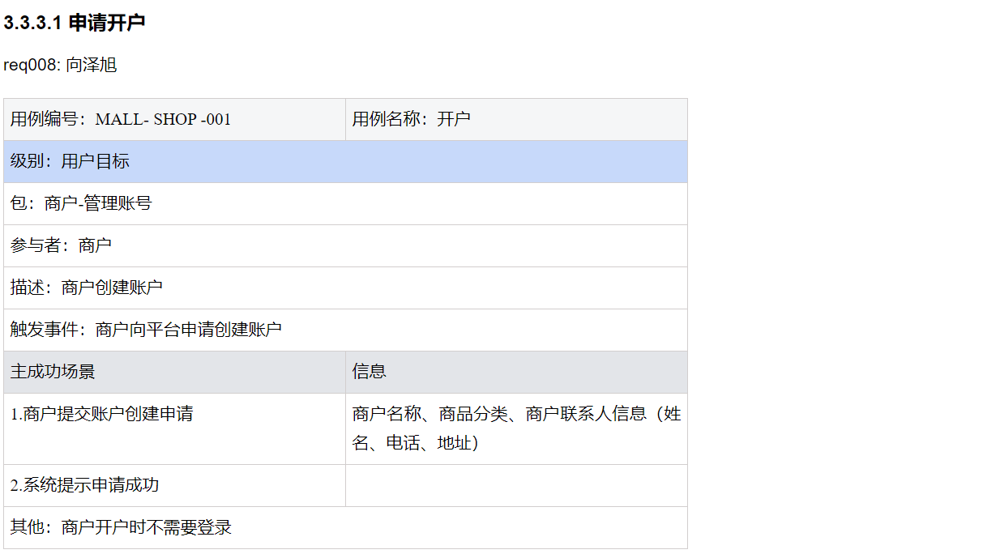 3.3.3.1 申请开户
req008: 向泽旭
用例编号：MALL- SHOP -001
用例名称：开户
级别：用户目标
包：商户-管理账号
参与者：商户
描述：商户创建账户
触发事件：商户向平台申请创建账户
主成功场景
信息
1.商户提交账户创建申请
商户名称、商品分类、商户联系人信息（姓
名、电话、地址）
2.系统提示申请成功
其他：商户开户时不需要登录